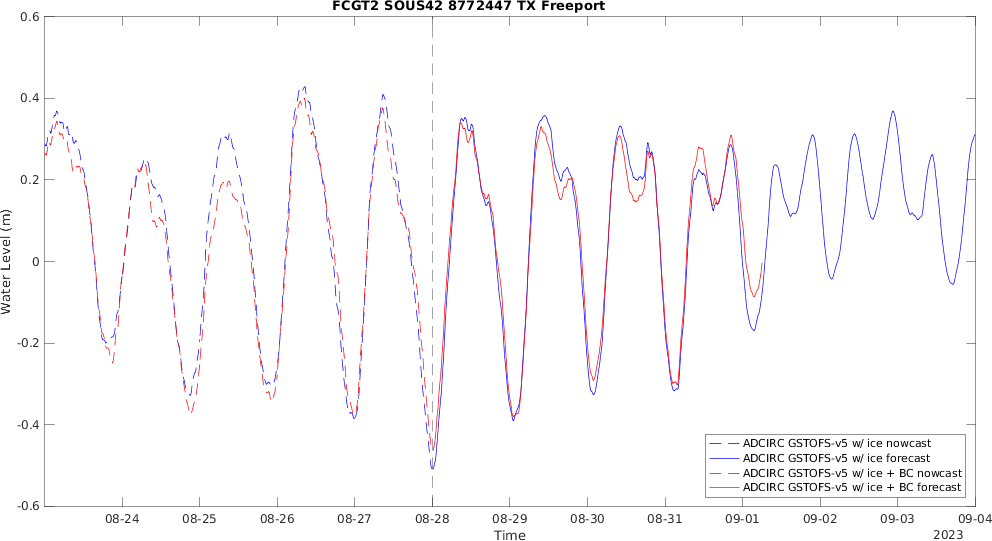 FCGT2 SOUS42 8772447 TX Freeport
0.6
0.4
0.2
0
-0.2
-0.4
-0.6
Water Level (m)
08-24 08-25 08-26 08-27 08-28 08-29 08-30 08-31 09-01 09-02 09-03 09-04
Time
2023
ADCIRC GSTOFS-v5 w/ ice nowcast
ADCIRC GSTOFS-v5 w/ ice forecast
ADCIRC GSTOFS-v5 w/ ice + BC nowcast
ADCIRC GSTOFS-v5 w/ ice + BC forecast